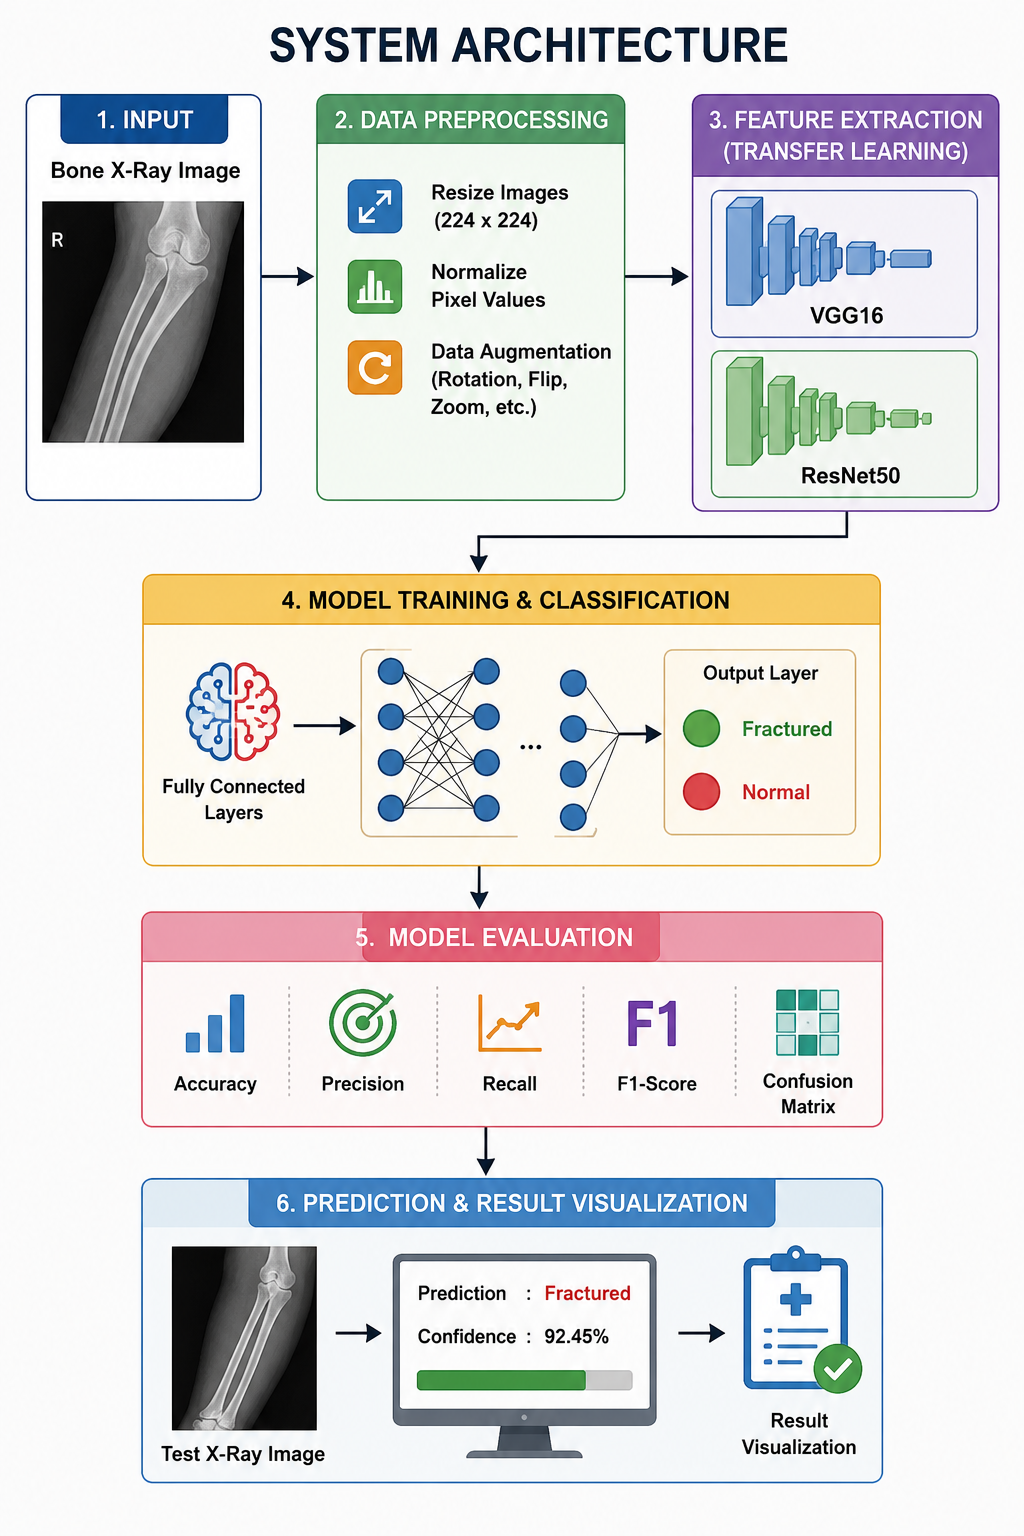 SYSTEM ARCHITECTURE
1. INPUT
Bone X-Ray Image
R
2. DATA PREPROCESSING
Resize Images
(224 x 224)
Normalize
Pixel Values
Data Augmentation
(Rotation, Flip,
Zoom, etc.)
3. FEATURE EXTRACTION
(TRANSFER LEARNING)
VGG16
ResNet50
4. MODEL TRAINING & CLASSIFICATION
Fully Connected
Layers
...
Output Layer
Fractured
Normal
5. MODEL EVALUATION
Accuracy
Precision
Recall
F1
F1-Score
Confusion
Matrix
6. PREDICTION & RESULT VISUALIZATION
Test X-Ray Image
Prediction : Fractured
Confidence : 92.45%
Result
Visualization